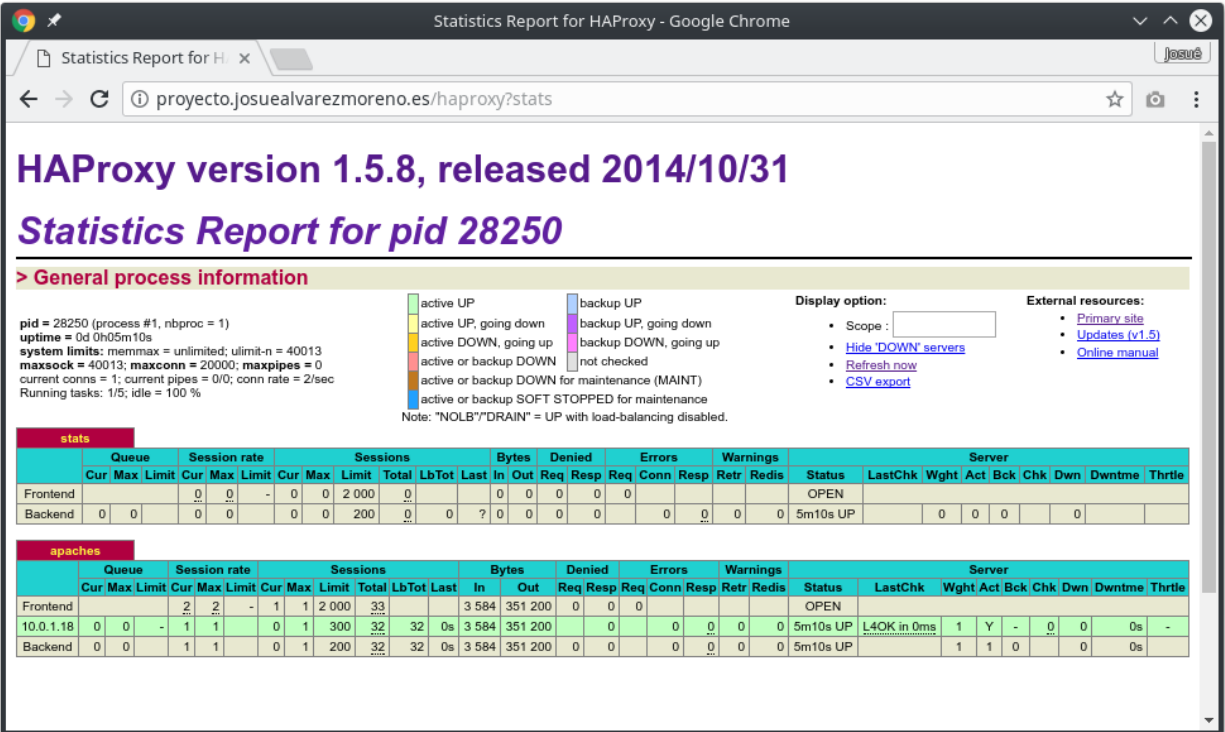 Statistics Report for HAProxy - Google Chrome
Statistics Report for H
Josué
proyecto.josuealvarezmoreno.es/haproxy?stats
HAProxy version 1.5.8, released 2014/10/31
Statistics Report for pid 28250
> General process information
pid = 28250 (process #1, nbproc = 1)
uptime = 0d 0h05m10s
system limits: memmax = unlimited; ulimit-n = 40013
maxsock = 40013; maxconn = 20000; maxpipes = 0
current conns = 1; current pipes = 0/0; conn rate = 2/sec
Running tasks: 1/5; idle = 100 %
active UP backup UP
active UP, going down backup UP, going down
active DOWN, going up backup DOWN, going up
active or backup DOWN not checked
active or backup DOWN for maintenance (MAINT)
active or backup SOFT STOPPED for maintenance
Note: "NOLB"/"DRAIN" = UP with load-balancing disabled.
Display option:
• Scope :
• Hide 'DOWN' servers
• Refresh now
• CSV export
External resources:
• Primary site
• Updates (v1.5)
• Online manual
stats
Queue Session rate Sessions Bytes Denied Errors Warnings Server
Cur Max Limit Cur Max Limit Cur Max Limit Total LbTot Last In Out Req Resp Req Conn Resp Retr Redis Status LastChk Wght Act Bck Chk Dwn Dwntme Thrtle
Frontend 0 0 - 0 0 2 000 0 0 0 0 0 0 OPEN
Backend 0 0 0 0 0 0 200 0 0 ? 0 0 0 0 0 0 0 0 5m10s UP 0 0 0 0
apaches
Queue Session rate Sessions Bytes Denied Errors Warnings Server
Cur Max Limit Cur Max Limit Cur Max Limit Total LbTot Last In Out Req Resp Req Conn Resp Retr Redis Status LastChk Wght Act Bck Chk Dwn Dwntme Thrtle
Frontend 2 2 - 1 1 2 000 33 3 584 351 200 0 0 0 OPEN
10.0.1.18 0 0 - 1 1 0 1 300 32 32 0s 3 584 351 200 0 0 0 0 0 5m10s UP L4OK in 0ms 1 Y - 0 0 0s -
Backend 0 0 1 1 0 1 200 32 32 0s 3 584 351 200 0 0 0 0 0 0 5m10s UP 1 1 0 0 0s